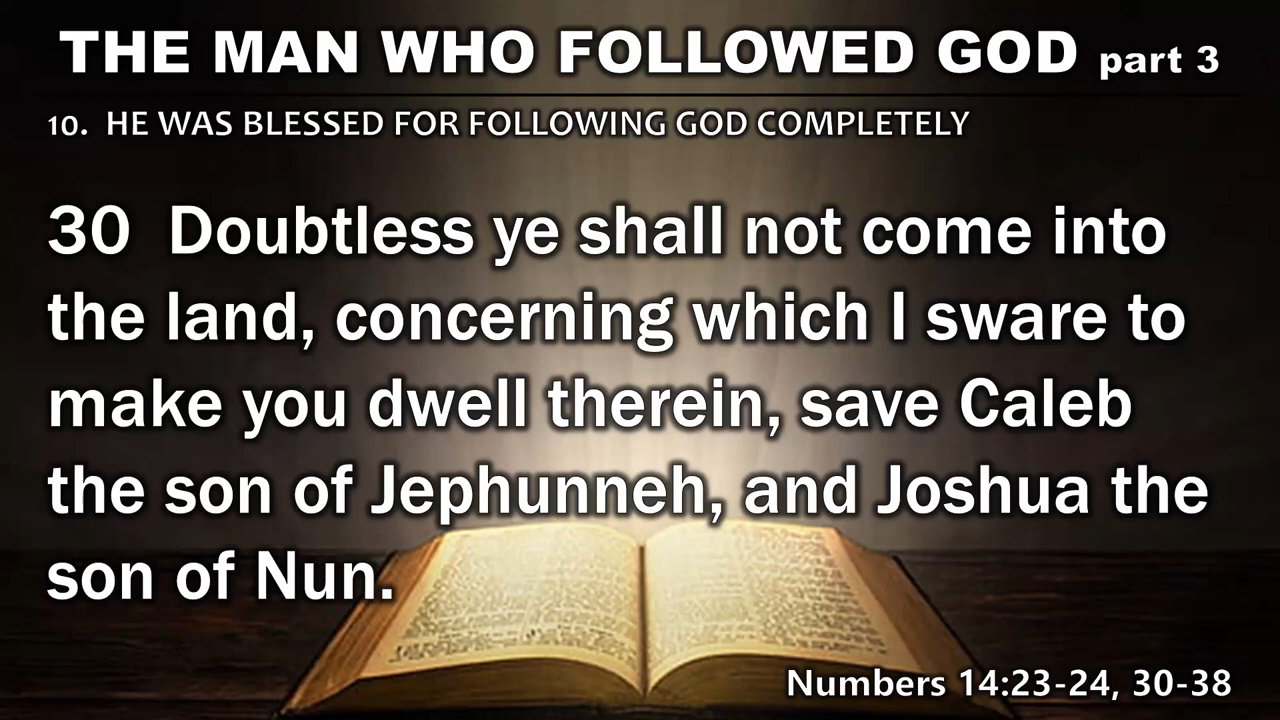 THE MAN WHO FOLLOWED GOD part 3
10. HE WAS BLESSED FOR FOLLOWING GOD COMPLETELY
30 Doubtless ye shall not come into
the land, concerning which I sware to
make you dwell therein, save Caleb
the son of Jephunneh, and Joshua the
son of Nun.
Numbers 14:23-24, 30-38